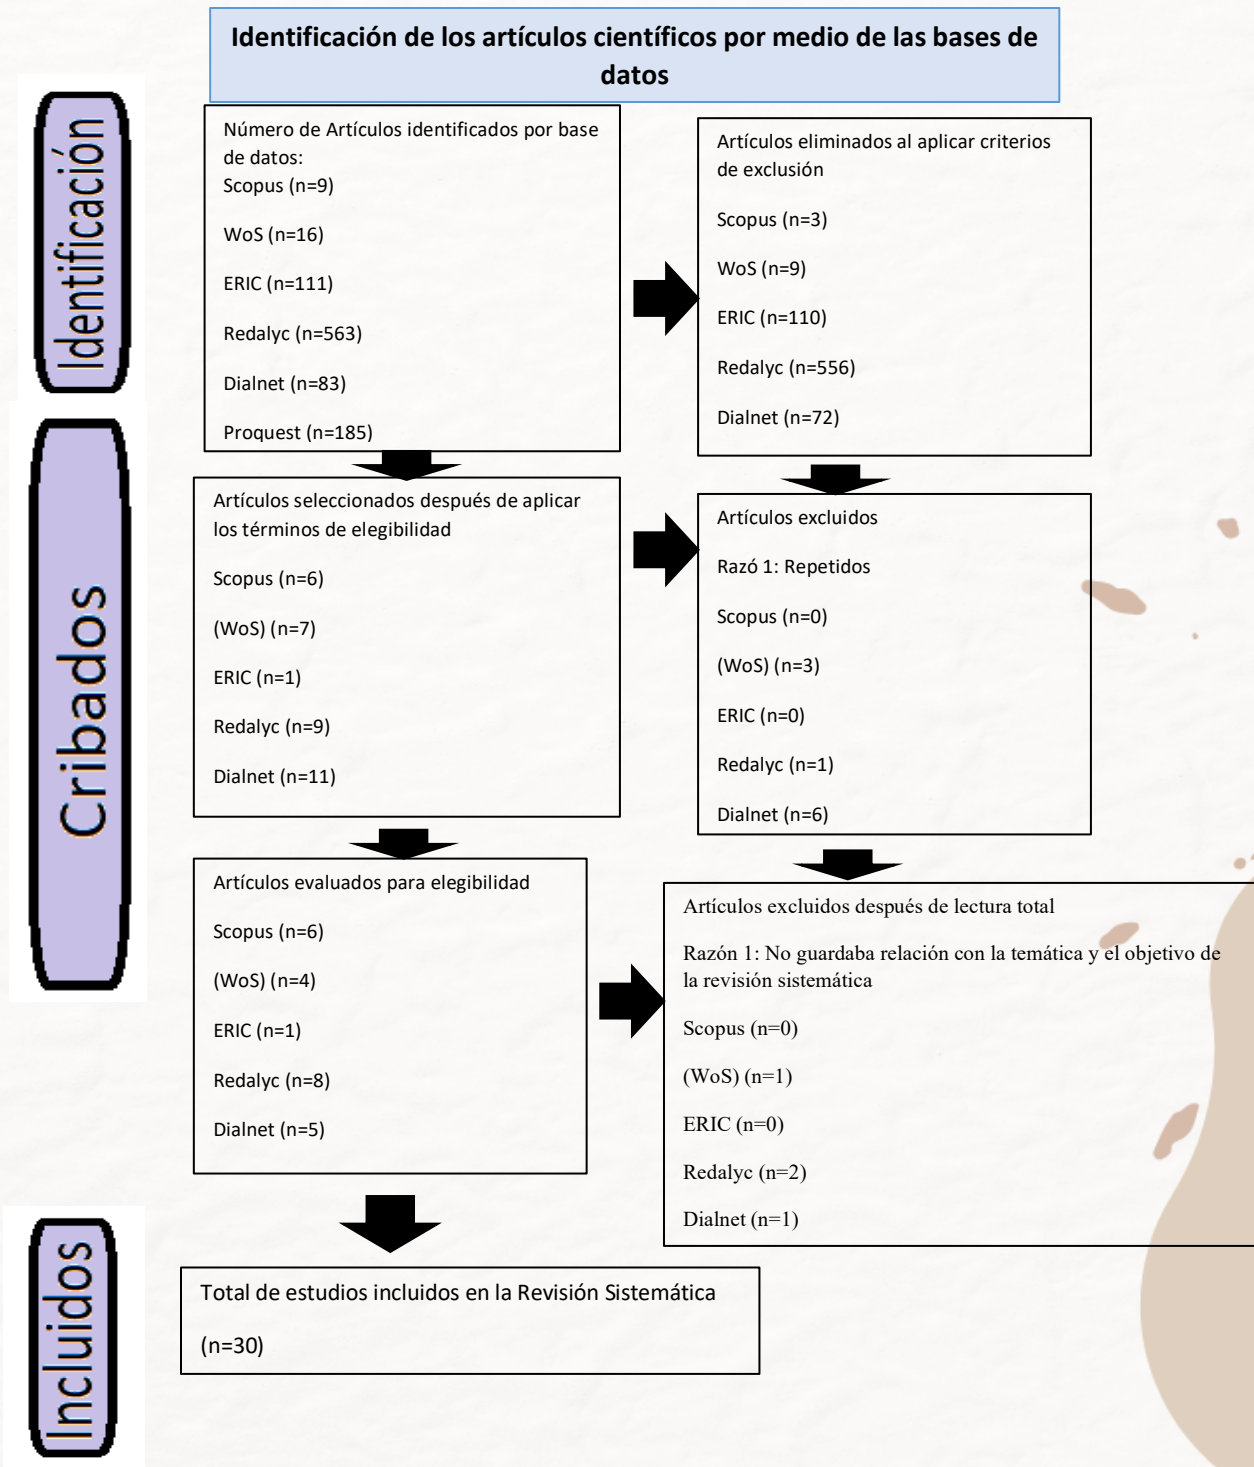 Identificación de los artículos científicos por medio de las bases de
datos
Identificación
Número de Artículos identificados por base
de datos:
Scopus (n=9)
WoS (n=16)
ERIC (n=111)
Redalyc (n=563)
Dialnet (n=83)
Proquest (n=185)
Artículos eliminados al aplicar criterios
de exclusión
Scopus (n=3)
WoS (n=9)
ERIC (n=110)
Redalyc (n=556)
Dialnet (n=72)
Cribados
Artículos seleccionados después de aplicar
los términos de elegibilidad
Scopus (n=6)
(WoS) (n=7)
ERIC (n=1)
Redalyc (n=9)
Dialnet (n=11)
Artículos excluidos
Razó 1: Repetidos
Scopus (n=0)
(WoS) (n=3)
ERIC (n=0)
Redalyc (n=1)
Dialnet (n=6)
Artículos evaluados para elegibilidad
Scopus (n=6)
(WoS) (n=4)
ERIC (n=1)
Redalyc (n=8)
Dialnet (n=5)
Artículos excluidos después de lectura total
Razón 1: No guardaba relación con la temática y el objetivo de
la revisión sistemática
Scopus (n=0)
(WoS) (n=1)
ERIC (n=0)
Redalyc (n=2)
Dialnet (n=1)
Incluidos
Total de estudios incluidos en la Revisión Sistemática
(n=30)